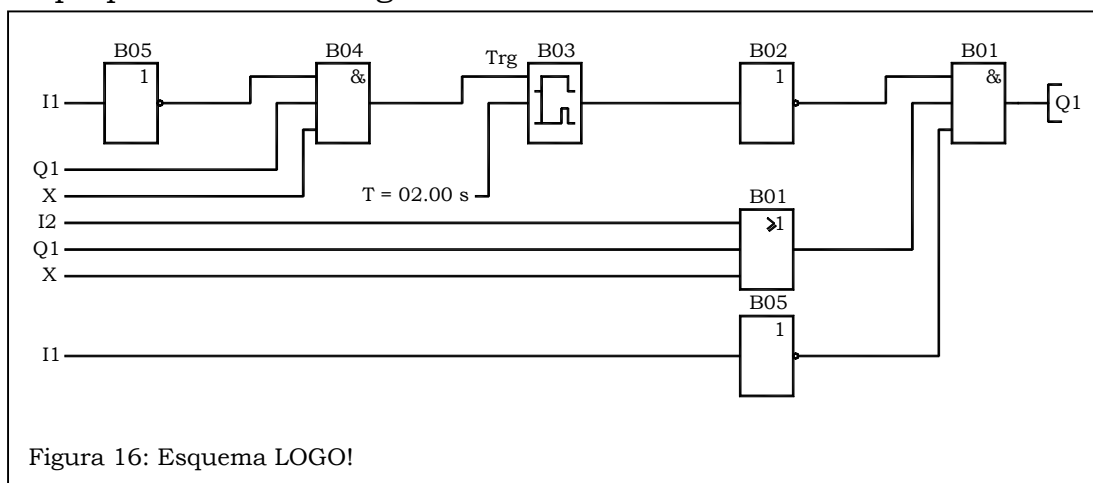 B05 B04 B03 B02 B01
Trg
1 & 1 &
I1 Q1
Q1
X T = 02.00 s
B01
I2
≥1
Q1
X
B05
1
I1
Figura 16: Esquema LOGO!